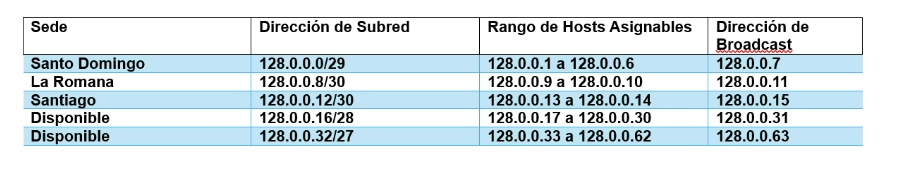 Sede Dirección de Subred Rango de Hosts Asignables Dirección de Broadcast
Santo Domingo 128.0.0.0/29 128.0.0.1 a 128.0.0.6 128.0.0.7
La Romana 128.0.0.8/30 128.0.0.9 a 128.0.0.10 128.0.0.11
Santiago 128.0.0.12/30 128.0.0.13 a 128.0.0.14 128.0.0.15
Disponible 128.0.0.16/28 128.0.0.17 a 128.0.0.30 128.0.0.31
Disponible 128.0.0.32/27 128.0.0.33 a 128.0.0.62 128.0.0.63